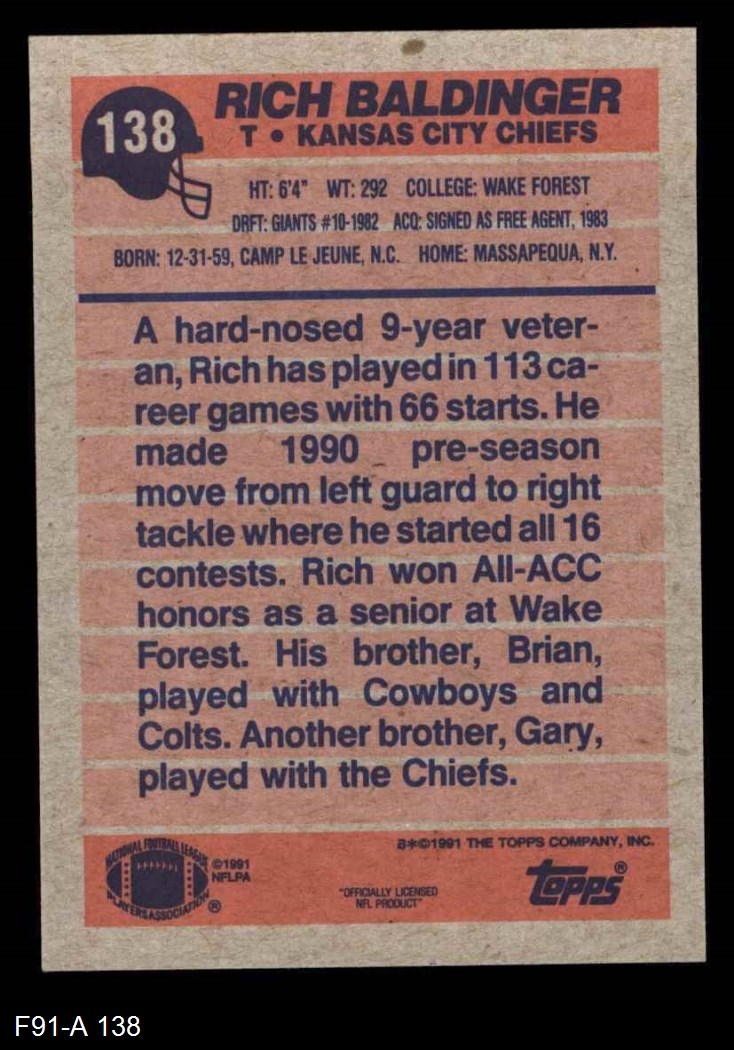 138
RICH BALDINGER
T • KANSAS CITY CHIEFS
HT: 6'4" WT: 292 COLLEGE: WAKE FOREST
DRFT: GIANTS #10-1982 ACQ: SIGNED AS FREE AGENT, 1983
BORN: 12-31-59, CAMP LE JEUNE, N.C. HOME: MASSAPEQUA, N.Y.
A hard-nosed 9-year veter-
an, Rich has played in 113 ca-
reer games with 66 starts. He
made 1990 pre-season
move from left guard to right
tackle where he started all 16
contests. Rich won All-ACC
honors as a senior at Wake
Forest. His brother, Brian,
played with Cowboys and
Colts. Another brother, Gary,
played with the Chiefs.
NATIONAL FOOTBALL LEAGUE
PLAYERS ASSOCIATION ®
©1991
NFLPA
"OFFICIALLY LICENSED
NFL PRODUCT"
B*©1991 THE TOPPS COMPANY, INC.
topps®
F91-A 138